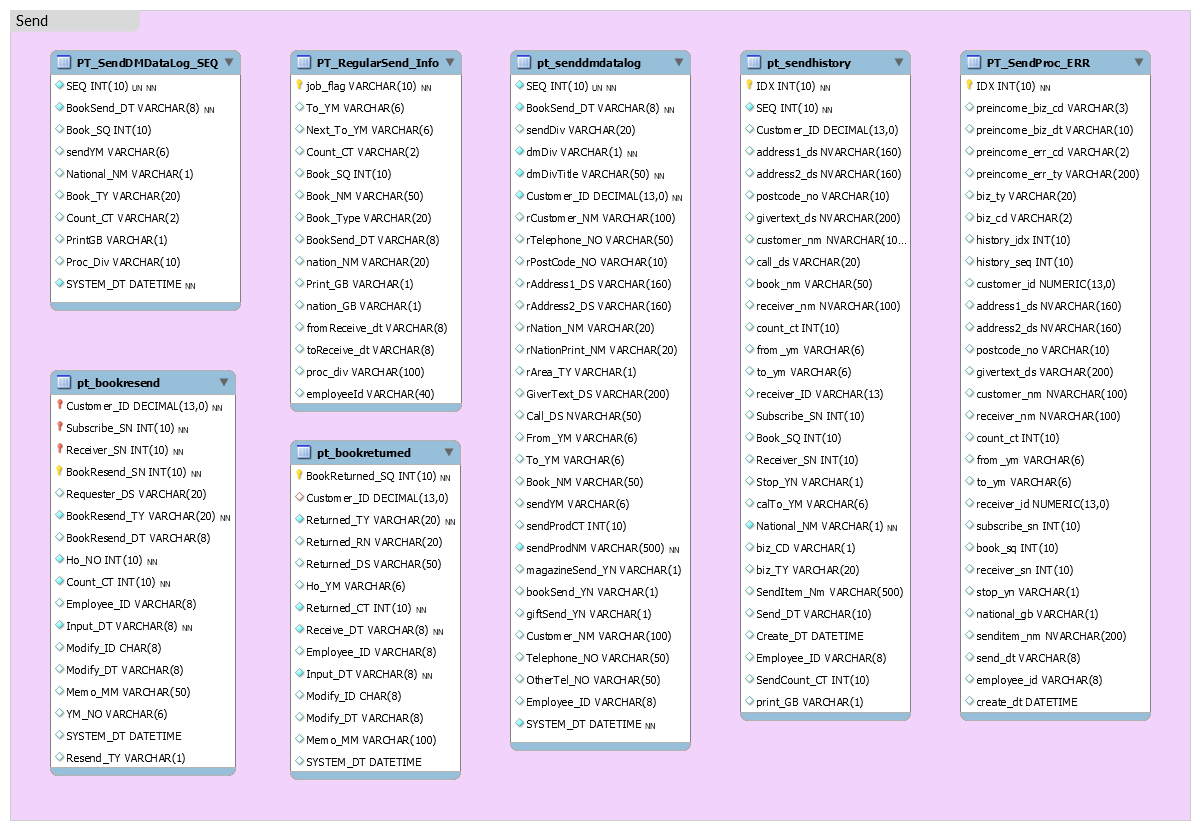 Send
PT_SendDMDataLog_SEQ
SEQ INT(10) UN NN
BookSend_DT VARCHAR(8) NN
Book_SQ INT(10)
sendYM VARCHAR(6)
National_NM VARCHAR(1)
Book_TY VARCHAR(20)
Count_CT VARCHAR(2)
PrintGB VARCHAR(1)
Proc_Div VARCHAR(10)
SYSTEM_DT DATETIME NN
pt_bookresend
Customer_ID DECIMAL(13,0) NN
Subscribe_SN INT(10) NN
Receiver_SN INT(10) NN
BookResend_SN INT(10) NN
Requester_DS VARCHAR(20)
BookResend_TY VARCHAR(20) NN
BookResend_DT VARCHAR(8)
Ho_NO INT(10) NN
Count_CT INT(10) NN
Employee_ID VARCHAR(8)
Input_DT VARCHAR(8) NN
Modify_ID CHAR(8)
Modify_DT VARCHAR(8)
Memo_MM VARCHAR(50)
YM_NO VARCHAR(6)
SYSTEM_DT DATETIME
Resend_TY VARCHAR(1)
PT_RegularSend_Info
job_flag VARCHAR(10) NN
To_YM VARCHAR(6)
Next_To_YM VARCHAR(6)
Count_CT VARCHAR(2)
Book_SQ INT(10)
Book_NM VARCHAR(50)
Book_Type VARCHAR(20)
BookSend_DT VARCHAR(8)
nation_NM VARCHAR(20)
Print_GB VARCHAR(1)
nation_GB VARCHAR(1)
fromReceive_dt VARCHAR(8)
toReceive_dt VARCHAR(8)
proc_div VARCHAR(100)
employeeId VARCHAR(40)
pt_bookreturned
BookReturned_SQ INT(10) NN
Customer_ID DECIMAL(13,0)
Returned_TY VARCHAR(20) NN
Returned_RN VARCHAR(20)
Returned_DS VARCHAR(50)
Ho_YM VARCHAR(6)
Returned_CT INT(10) NN
Receive_DT VARCHAR(8) NN
Employee_ID VARCHAR(8)
Input_DT VARCHAR(8) NN
Modify_ID CHAR(8)
Modify_DT VARCHAR(8)
Memo_MM VARCHAR(100)
SYSTEM_DT DATETIME
pt_senddmdatalog
SEQ INT(10) UN NN
BookSend_DT VARCHAR(8) NN
sendDiv VARCHAR(20)
dmDiv VARCHAR(1) NN
dmDivTitle VARCHAR(50) NN
Customer_ID DECIMAL(13,0) NN
rCustomer_NM VARCHAR(100)
rTelephone_NO VARCHAR(50)
rPostCode_NO VARCHAR(10)
rAddress1_DS VARCHAR(160)
rAddress2_DS VARCHAR(160)
rNation_NM VARCHAR(20)
rNationPrint_NM VARCHAR(20)
rArea_TY VARCHAR(1)
GiverText_DS VARCHAR(200)
Call_DS NVARCHAR(50)
From_YM VARCHAR(6)
To_YM VARCHAR(6)
Book_NM VARCHAR(50)
sendYM VARCHAR(6)
sendProdCT INT(10)
sendProdNM VARCHAR(500) NN
magazineSend_YN VARCHAR(1)
bookSend_YN VARCHAR(1)
giftSend_YN VARCHAR(1)
Customer_NM VARCHAR(100)
Telephone_NO VARCHAR(50)
OtherTel_NO VARCHAR(50)
Employee_ID VARCHAR(8)
SYSTEM_DT DATETIME NN
pt_sendhistory
IDX INT(10) NN
SEQ INT(10) NN
Customer_ID DECIMAL(13,0)
address1_ds NVARCHAR(160)
address2_ds NVARCHAR(160)
postcode_no VARCHAR(10)
givertext_ds NVARCHAR(200)
customer_nm NVARCHAR(10...
call_ds VARCHAR(20)
book_nm VARCHAR(50)
receiver_nm NVARCHAR(100)
count_ct INT(10)
from_ym VARCHAR(6)
to_ym VARCHAR(6)
receiver_ID VARCHAR(13)
Subscribe_SN INT(10)
Book_SQ INT(10)
Receiver_SN INT(10)
Stop_YN VARCHAR(1)
calTo_YM VARCHAR(6)
National_NM VARCHAR(1) NN
biz_CD VARCHAR(1)
biz_TY VARCHAR(20)
SendItem_Nm VARCHAR(500)
Send_DT VARCHAR(10)
Create_DT DATETIME
Employee_ID VARCHAR(8)
SendCount_CT INT(10)
print_GB VARCHAR(1)
PT_SendProc_ERR
IDX INT(10) NN
preincome_biz_cd VARCHAR(3)
preincome_biz_dt VARCHAR(10)
preincome_err_cd VARCHAR(2)
preincome_err_ty VARCHAR(200)
biz_ty VARCHAR(20)
biz_cd VARCHAR(2)
history_idx INT(10)
history_seq INT(10)
customer_id NUMERIC(13,0)
address1_ds NVARCHAR(160)
address2_ds NVARCHAR(160)
postcode_no VARCHAR(10)
givertext_ds VARCHAR(200)
customer_nm NVARCHAR(100)
receiver_nm NVARCHAR(100)
count_ct INT(10)
from_ym VARCHAR(6)
to_ym VARCHAR(6)
receiver_id NUMERIC(13,0)
subscribe_sn INT(10)
book_sq INT(10)
receiver_sn INT(10)
stop_yn VARCHAR(1)
national_gb VARCHAR(1)
senditem_nm NVARCHAR(200)
send_dt VARCHAR(8)
employee_id VARCHAR(8)
create_dt DATETIME